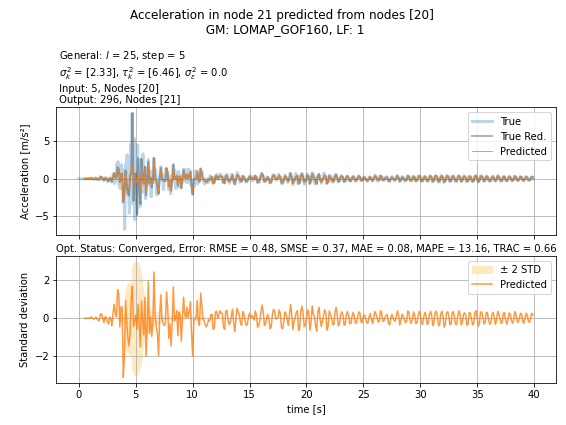 Acceleration in node 21 predicted from nodes [20]
GM: LOMAP_GOF160, LF: 1
General: l = 25, step = 5
σ²ₖ = [2.33], τ²ₖ = [6.46], σ²ε = 0.0
Input: 5, Nodes [20]
Output: 296, Nodes [21]
Acceleration [m/s²]
5
0
−5
True
True Red.
Predicted
Opt. Status: Converged, Error: RMSE = 0.48, SMSE = 0.37, MAE = 0.08, MAPE = 13.16, TRAC = 0.66
Standard deviation
2
0
−2
± 2 STD
Predicted
0 5 10 15 20 25 30 35 40
time [s]